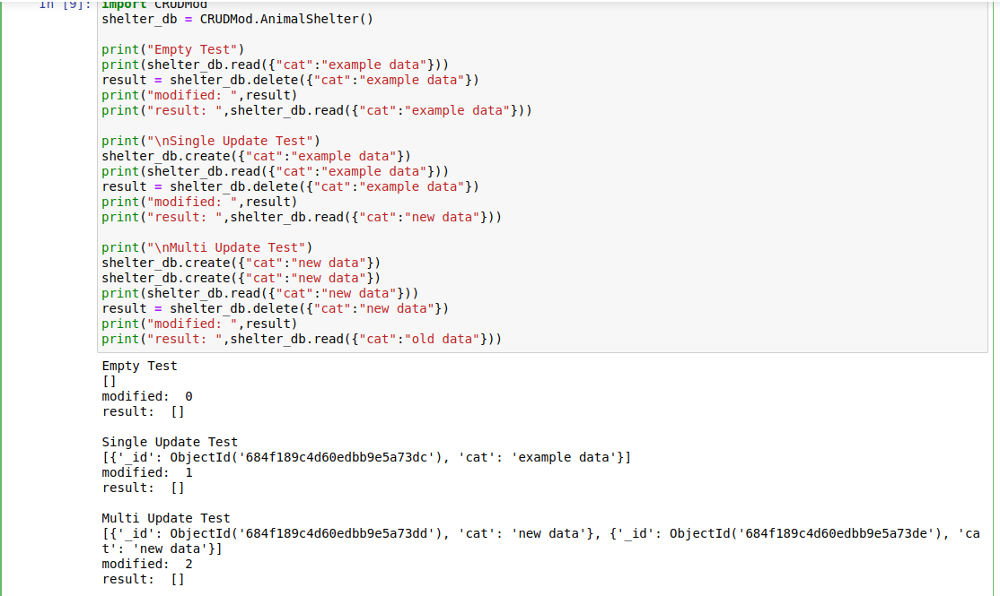 In [9]: import CRUDMod
shelter_db = CRUDMod.AnimalShelter()
print("Empty Test")
print(shelter_db.read({"cat":"example data"}))
result = shelter_db.delete({"cat":"example data"})
print("modified: ",result)
print("result: ",shelter_db.read({"cat":"example data"}))
print("\nSingle Update Test")
shelter_db.create({"cat":"example data"})
print(shelter_db.read({"cat":"example data"}))
result = shelter_db.delete({"cat":"example data"})
print("modified: ",result)
print("result: ",shelter_db.read({"cat":"new data"}))
print("\nMulti Update Test")
shelter_db.create({"cat":"new data"})
shelter_db.create({"cat":"new data"})
print(shelter_db.read({"cat":"new data"}))
result = shelter_db.delete({"cat":"new data"})
print("modified: ",result)
print("result: ",shelter_db.read({"cat":"old data"}))
Empty Test
[]
modified:  0
result:  []
Single Update Test
[{'_id': ObjectId('684f189c4d60edbb9e5a73dc'), 'cat': 'example data'}]
modified:  1
result:  []
Multi Update Test
[{'_id': ObjectId('684f189c4d60edbb9e5a73dd'), 'cat': 'new data'}, {'_id': ObjectId('684f189c4d60edbb9e5a73de'), 'ca
t': 'new data'}]
modified:  2
result:  []